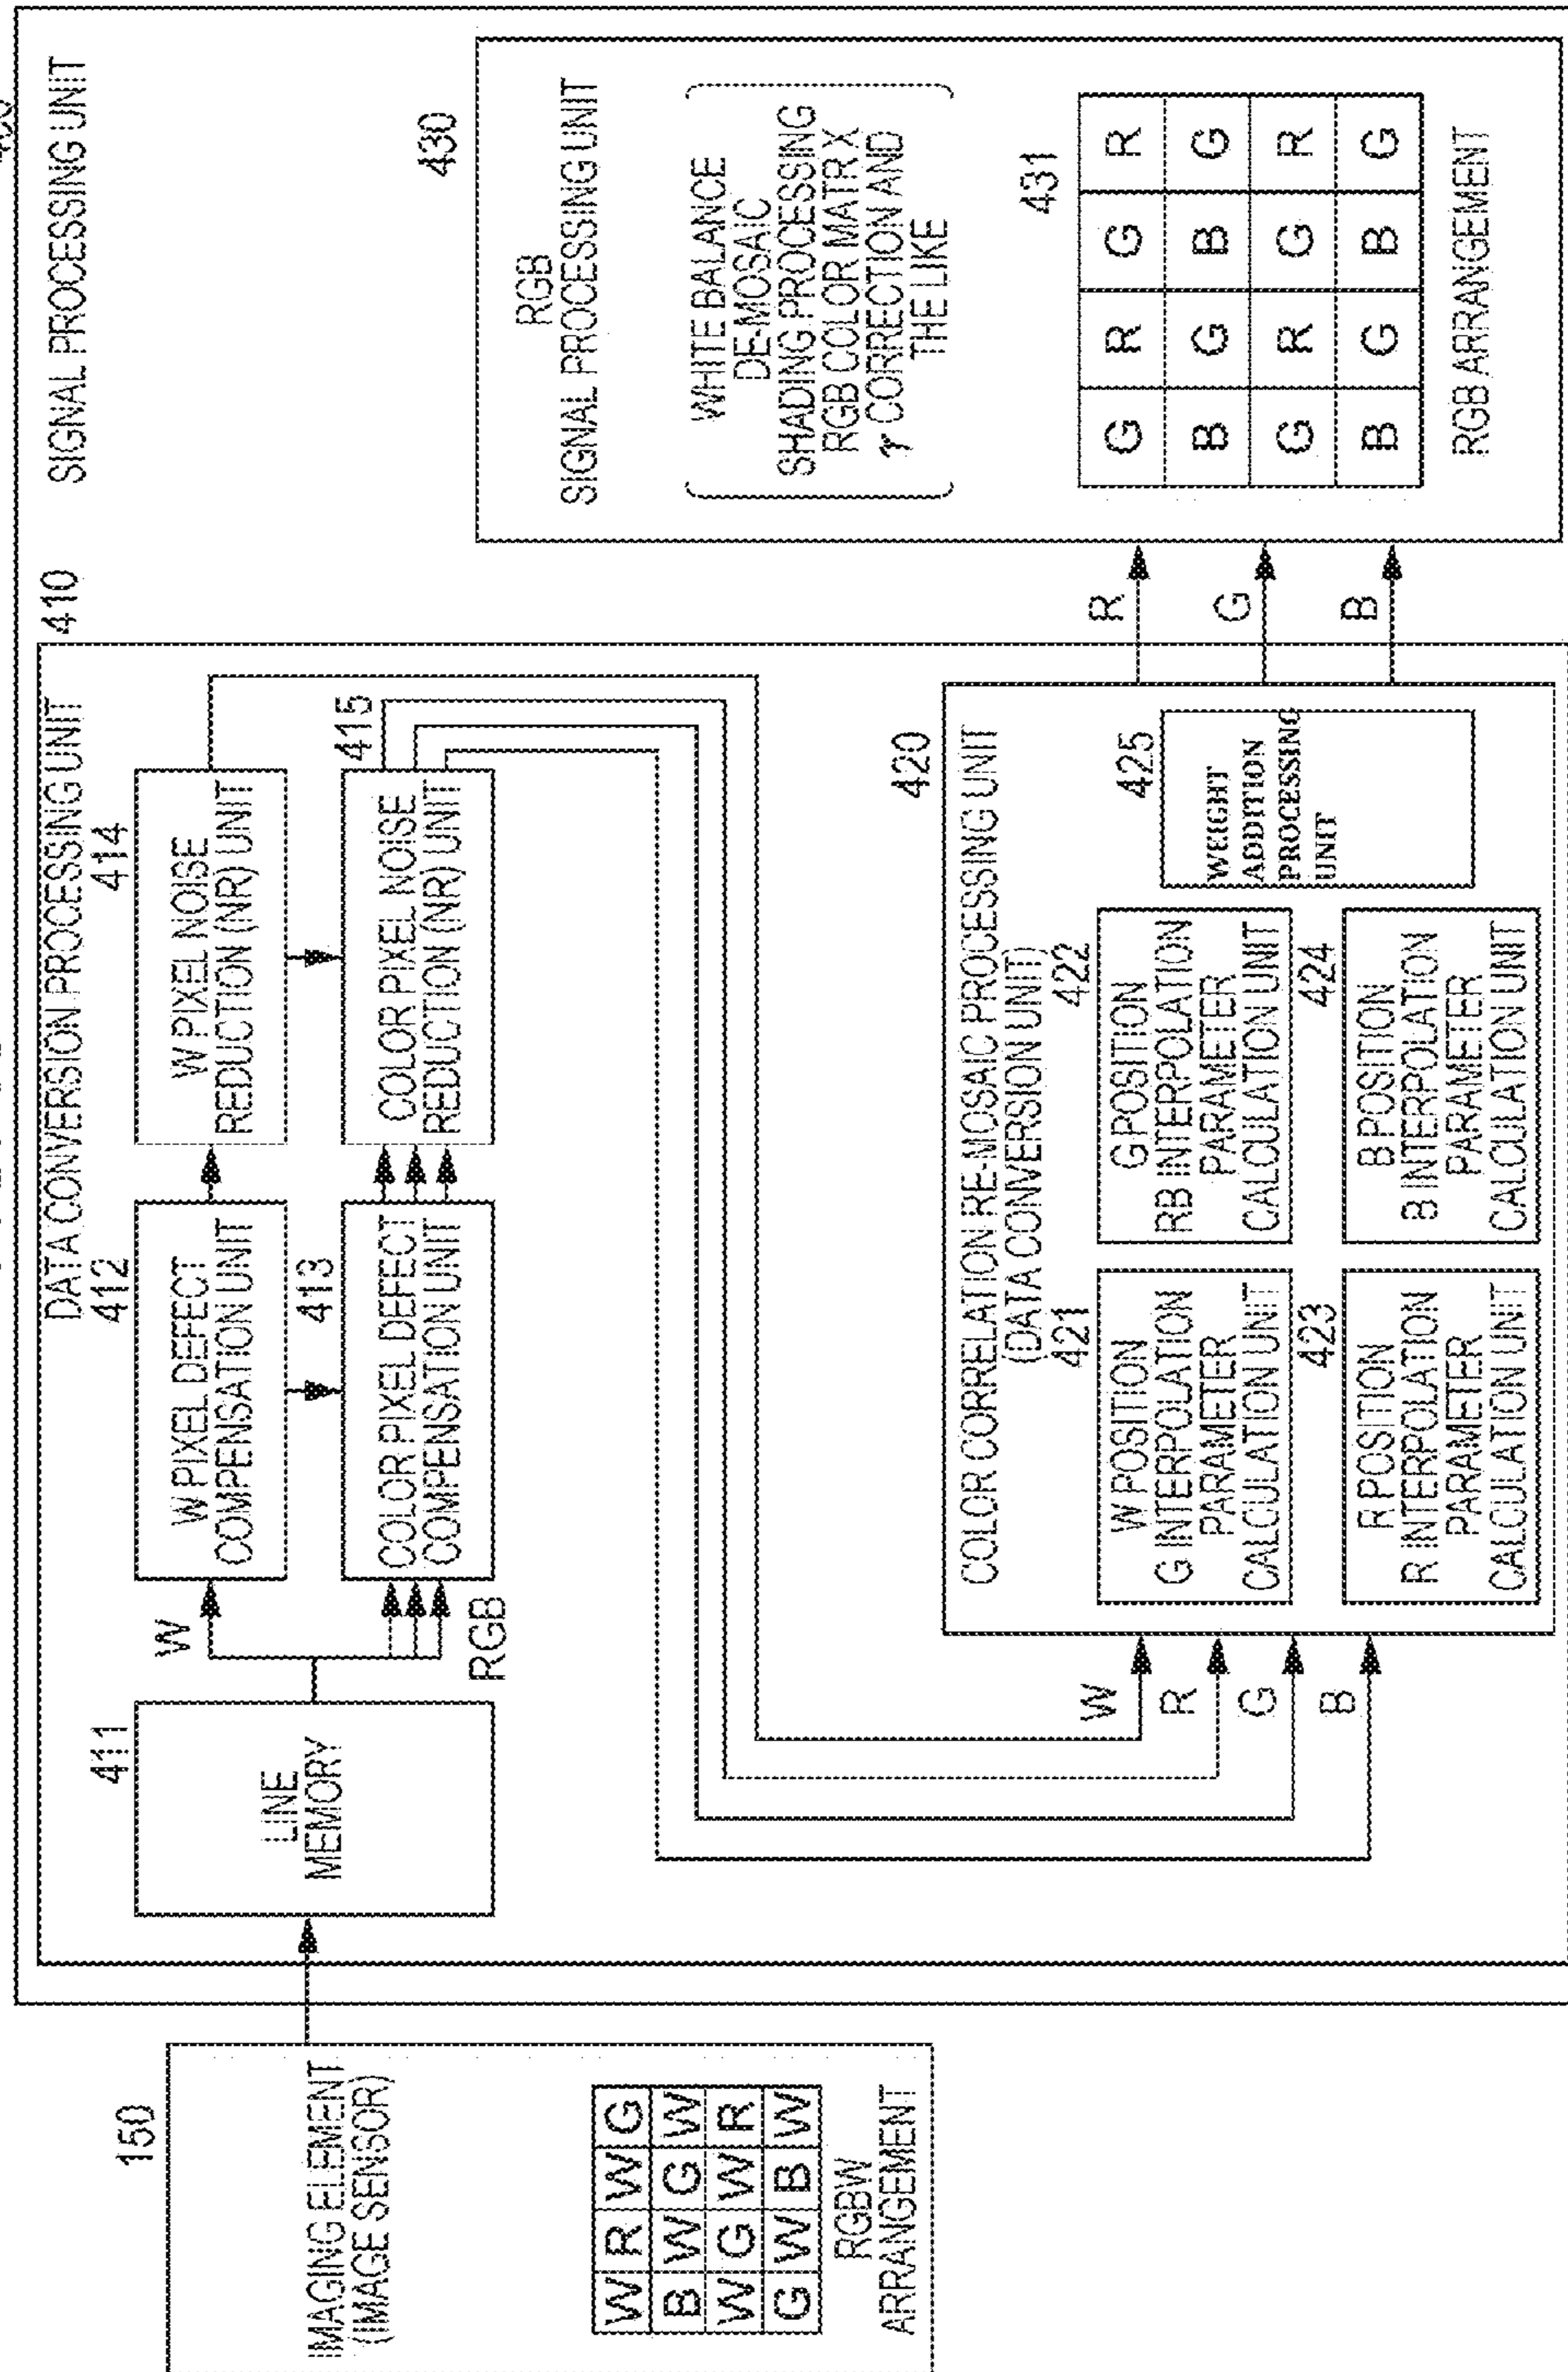 SIGNAL PROCESSING UNIT
DATA CONVERSION PROCESSING UNIT
410
150
IMAGING ELEMENT
(IMAGE SENSOR)
W R W G
B W G W
W G W R
G W B W
RGBW
ARRANGEMENT
411
LINE
MEMORY
W
RGB
412
W PIXEL DEFECT
COMPENSATION UNIT
413
COLOR PIXEL DEFECT
COMPENSATION UNIT
414
W PIXEL NOISE
REDUCTION (NR) UNIT
415
COLOR PIXEL NOISE
REDUCTION (NR) UNIT
W
R
G
B
COLOR CORRELATION RE-MOSAIC PROCESSING UNIT
(DATA CONVERSION UNIT)
420
421
W POSITION
G INTERPOLATION
PARAMETER
CALCULATION UNIT
422
G POSITION
RB INTERPOLATION
PARAMETER
CALCULATION UNIT
423
R POSITION
R INTERPOLATION
PARAMETER
CALCULATION UNIT
424
B POSITION
B INTERPOLATION
PARAMETER
CALCULATION UNIT
425
WEIGHT
ADDITION
PROCESSING
UNIT
R
G
B
430
RGB
SIGNAL PROCESSING UNIT
WHITE BALANCE
DE-MOSAIC
SHADING PROCESSING
RGB COLOR MATR X
γ CORRECTION AND
THE LIKE
431
G R G R
B G B G
G R G R
B G B G
RGB ARRANGEMENT